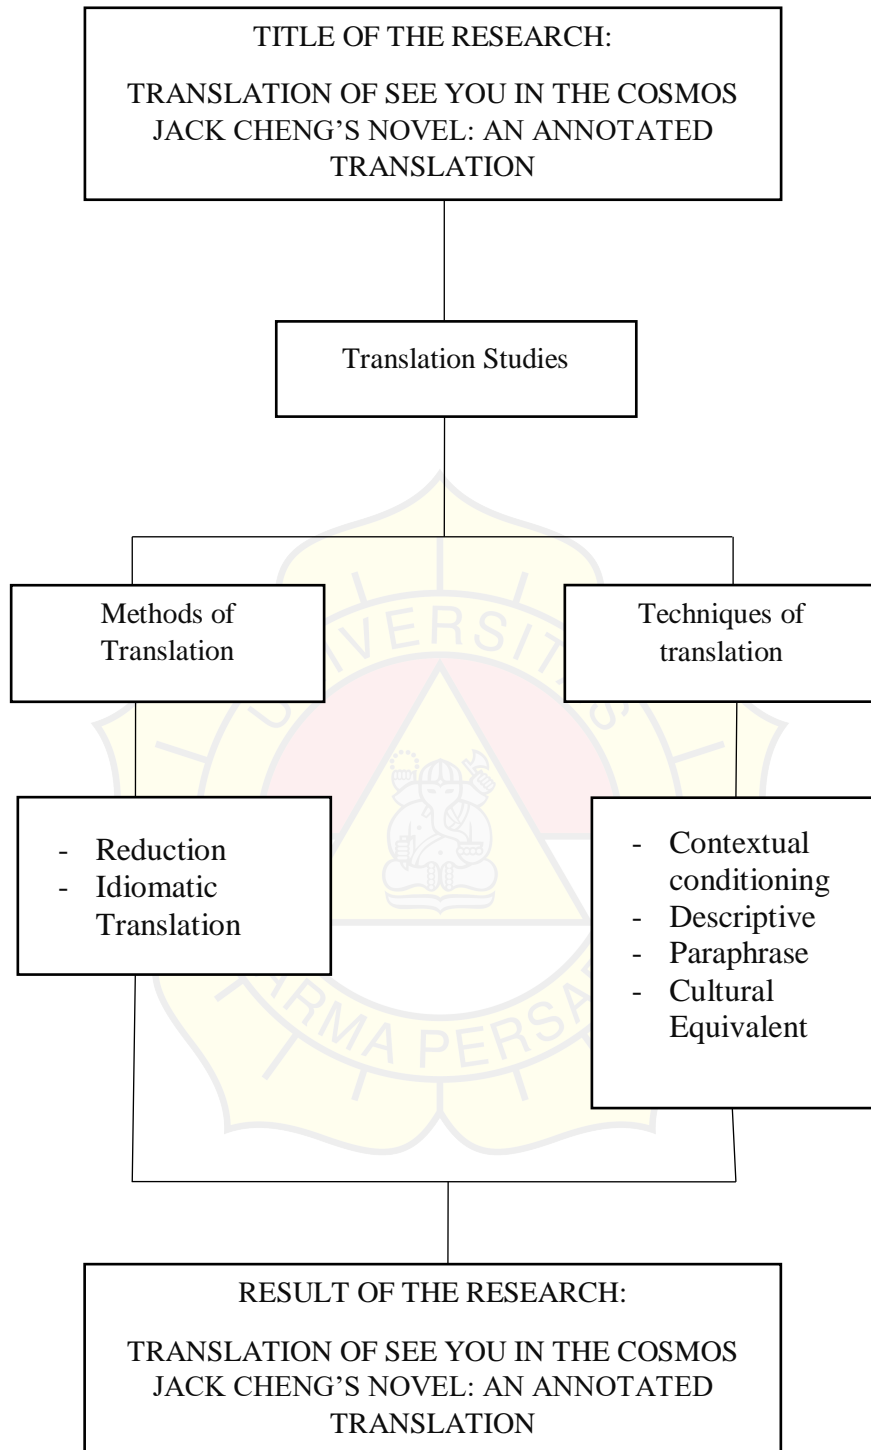 TITLE OF THE RESEARCH:
TRANSLATION OF SEE YOU IN THE COSMOS
JACK CHENG’S NOVEL: AN ANNOTATED
TRANSLATION
Translation Studies
Methods of
Translation
Techniques of
translation
- Reduction
- Idiomatic
Translation
- Contextual
conditioning
- Descriptive
- Paraphrase
- Cultural
Equivalent
RESULT OF THE RESEARCH:
TRANSLATION OF SEE YOU IN THE COSMOS
JACK CHENG’S NOVEL: AN ANNOTATED
TRANSLATION